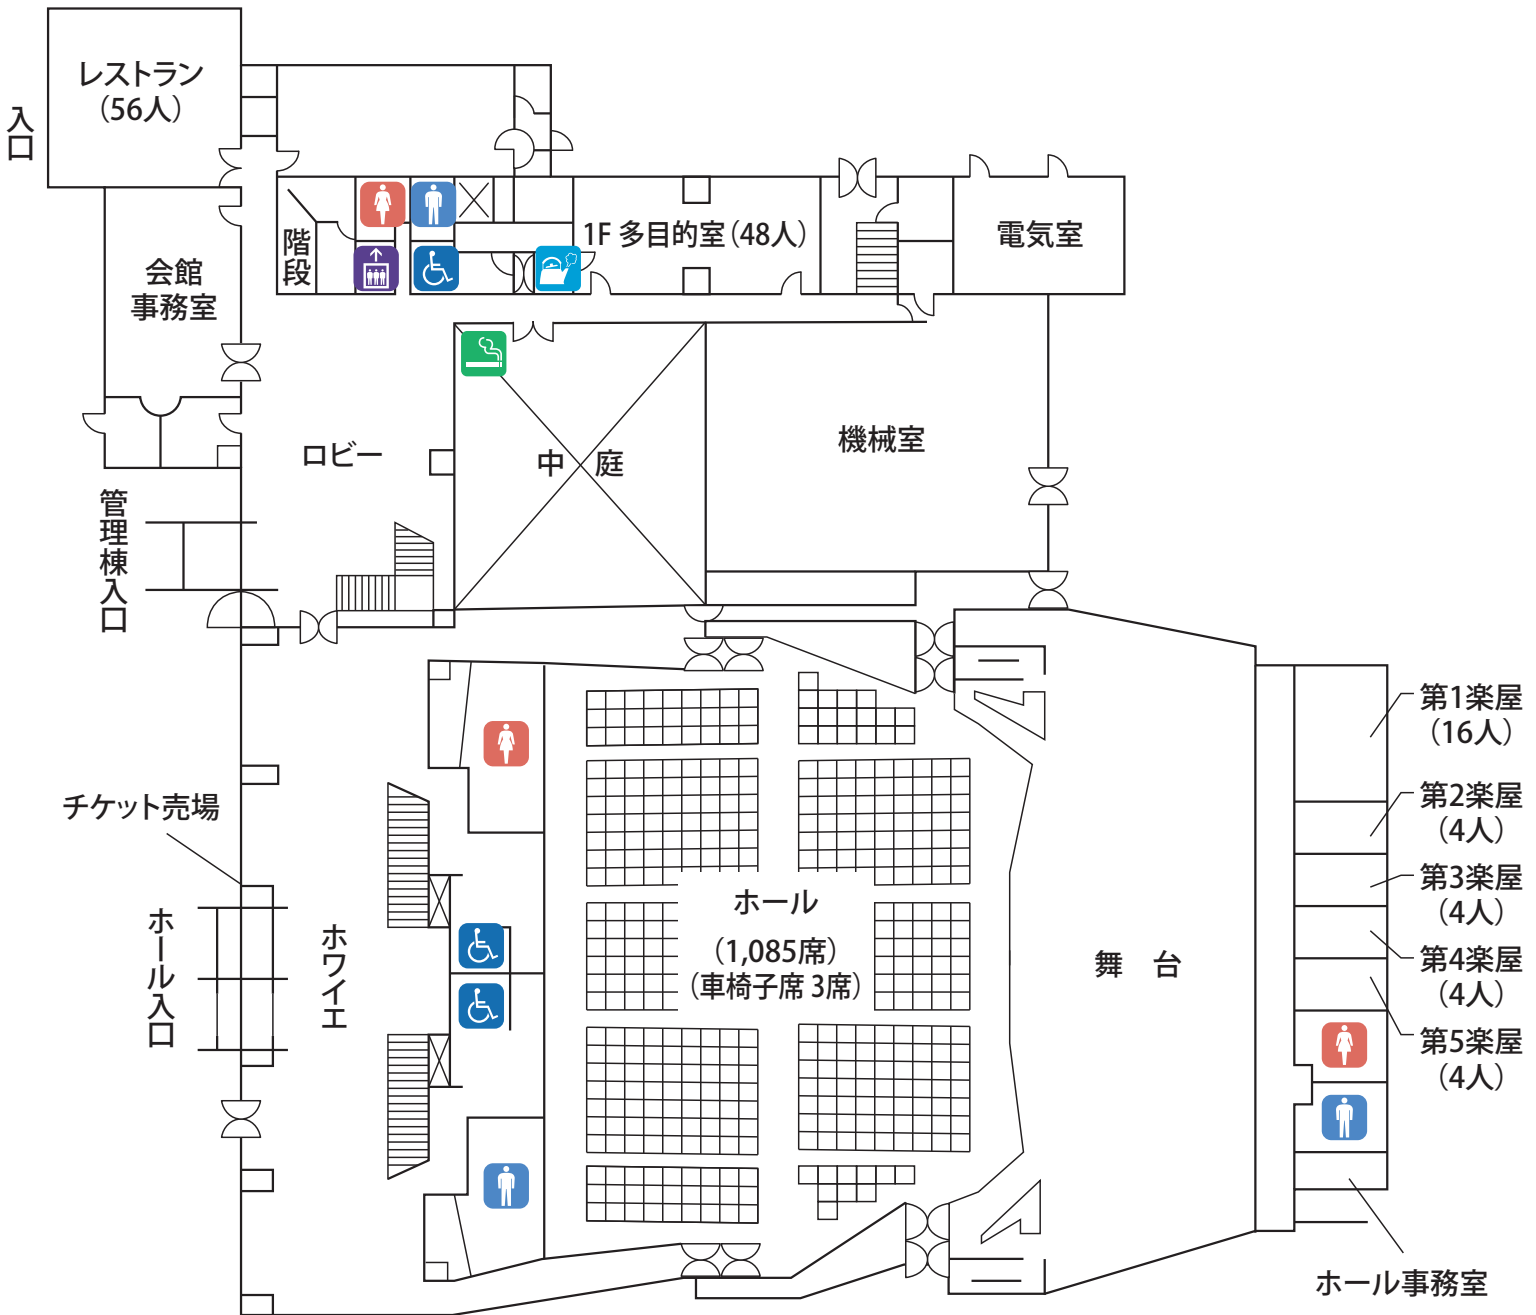 レストラン
（56人）
入口
1F 多目的室（48人）
電気室
階段
会館
事務室
ロビー
中 庭
機械室
管理棟入口
第1楽屋
（16人）
第2楽屋
（4人）
第3楽屋
（4人）
第4楽屋
（4人）
第5楽屋
（4人）
チケット売場
ホール入口
ホワイエ
ホール
（1,085席）
（車椅子席 3席）
舞 台
ホール事務室